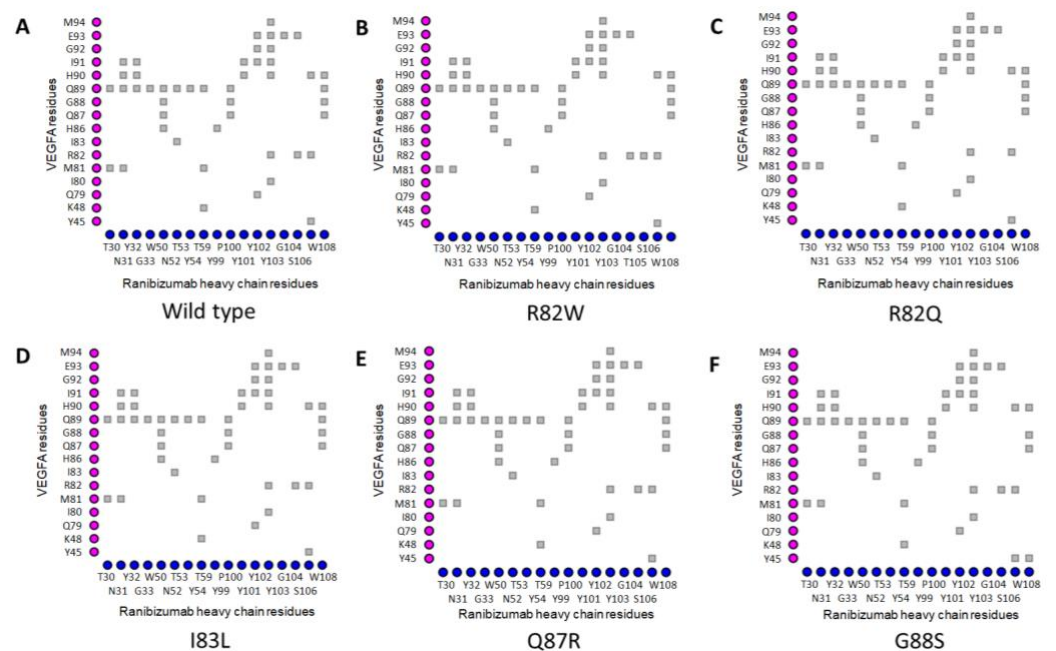 A
VEGFA residues
M94
E93
G92
I91
H90
Q89
G88
Q87
H86
I83
R82
M81
I80
Q79
K48
Y45
T30 Y32 W50 T53 T59 P100 Y102 G104 W108
N31 G33 N52 Y54 Y99 Y101 Y103 S106
Ranibizumab heavy chain residues
Wild type
B
VEGFA residues
M94
E93
G92
I91
H90
Q89
G88
Q87
H86
I83
R82
M81
I80
Q79
K48
Y45
T30 Y32 W50 T53 T59 P100 Y102 G104 S106
N31 G33 N52 Y54 Y99 Y101 Y103 T105 W108
Ranibizumab heavy chain residues
R82W
C
VEGFA residues
M94
E93
G92
I91
H90
Q89
G88
Q87
H86
I83
R82
M81
I80
Q79
K48
Y45
T30 Y32 W50 T53 T59 P100 Y102 G104 W108
N31 G33 N52 Y54 Y99 Y101 Y103 S106
Ranibizumab heavy chain residues
R82Q
D
VEGFA residues
M94
E93
G92
I91
H90
Q89
G88
Q87
H86
I83
R82
M81
I80
Q79
K48
Y45
T30 Y32 W50 T53 T59 P100 Y102 G104 W108
N31 G33 N52 Y54 Y99 Y101 Y103 S106
Ranibizumab heavy chain residues
I83L
E
VEGFA residues
M94
E93
G92
I91
H90
Q89
G88
Q87
H86
I83
R82
M81
I80
Q79
K48
Y45
T30 Y32 W50 T53 T59 P100 Y102 G104 W108
N31 G33 N52 Y54 Y99 Y101 Y103 S106
Ranibizumab heavy chain residues
Q87R
F
VEGFA residues
M94
E93
G92
I91
H90
Q89
G88
Q87
H86
I83
R82
M81
I80
Q79
K48
Y45
T30 Y32 W50 T53 T59 P100 Y102 G104 W108
N31 G33 N52 Y54 Y99 Y101 Y103 S106
Ranibizumab heavy chain residues
G88S